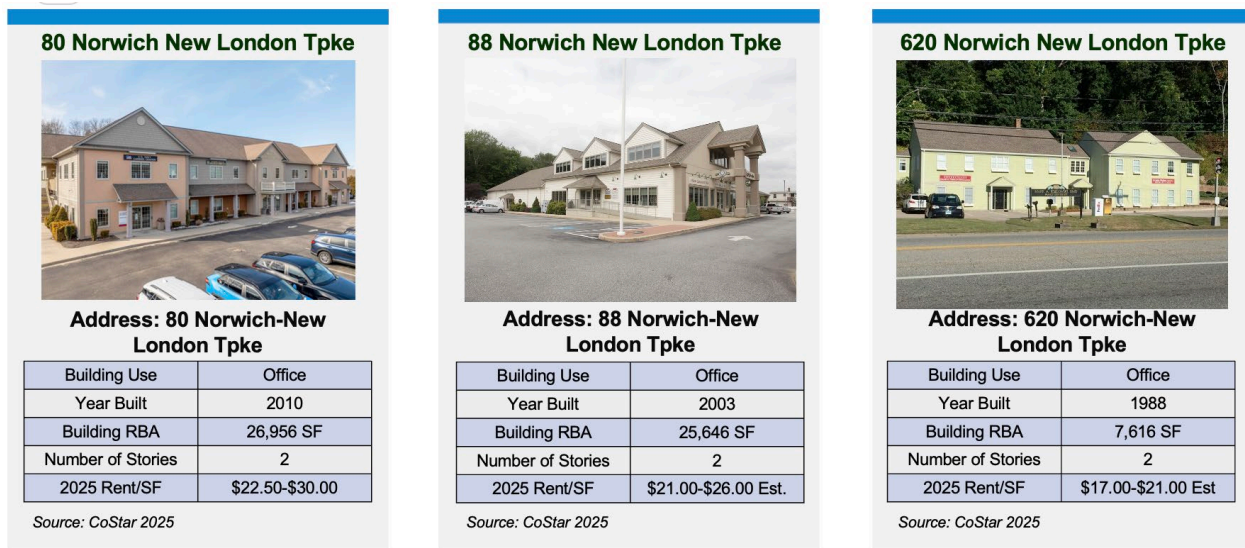 80 Norwich New London Tpke
Address: 80 Norwich-New
London Tpke
Building Use Office
Year Built 2010
Building RBA 26,956 SF
Number of Stories 2
2025 Rent/SF $22.50-$30.00
Source: CoStar 2025
88 Norwich New London Tpke
Address: 88 Norwich-New
London Tpke
Building Use Office
Year Built 2003
Building RBA 25,646 SF
Number of Stories 2
2025 Rent/SF $21.00-$26.00 Est.
Source: CoStar 2025
620 Norwich New London Tpke
Address: 620 Norwich-New
London Tpke
Building Use Office
Year Built 1988
Building RBA 7,616 SF
Number of Stories 2
2025 Rent/SF $17.00-$21.00 Est
Source: CoStar 2025